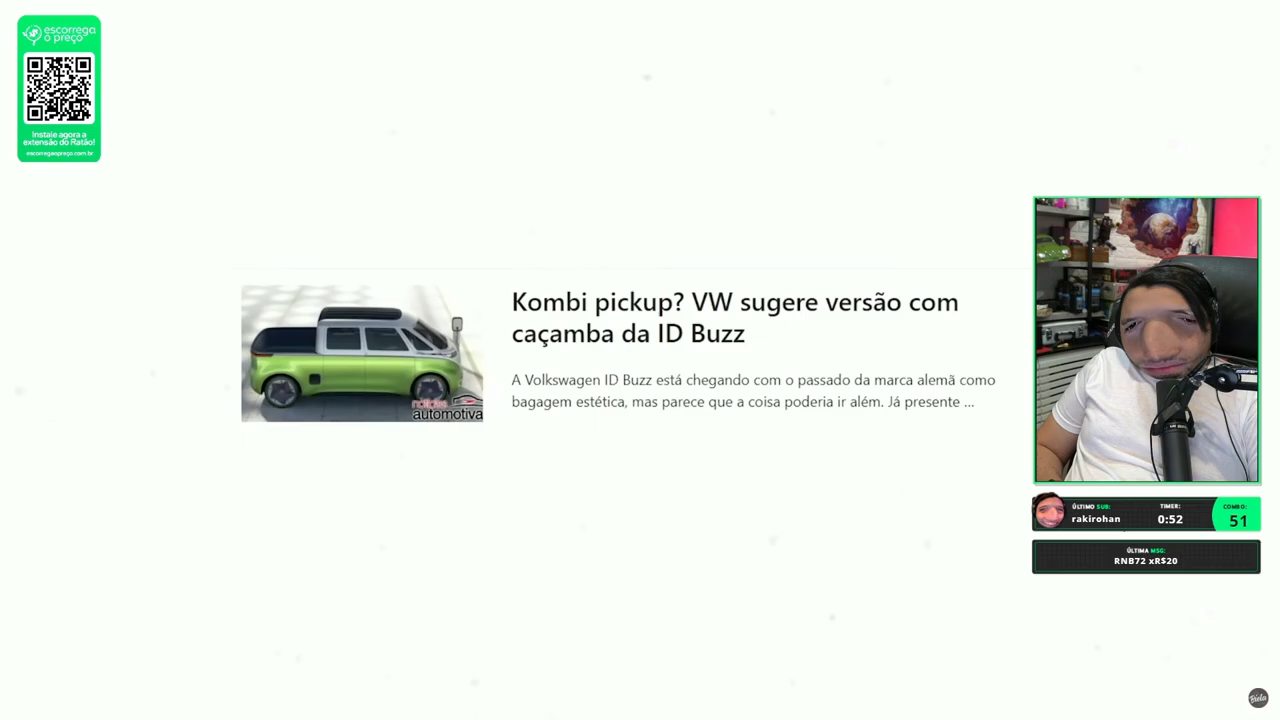 escorrega
o preço
Instale agora a
extensão do Ratão!
escorregaopreço.com.br
Kombi pickup? VW sugere versão com
caçamba da ID Buzz
A Volkswagen ID Buzz está chegando com o passado da marca alemã como
bagagem estética, mas parece que a coisa poderia ir além. Já presente ...
notícias
automotiva
ÚLTIMO SUB:
rakirohan
TIMER:
0:52
COMBO:
51
ÚLTIMA MSG:
RNB72 xR$20
Biela